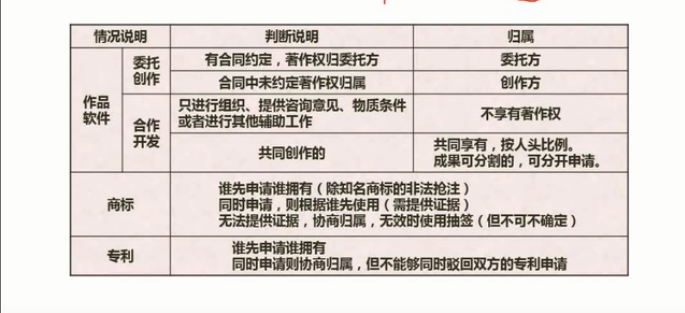 情况说明 判断说明 归属
作品
软件
委托
创作
有合同约定，著作权归委托方 委托方
合同中未约定著作权归属 创作方
合作
开发
只进行组织、提供咨询意见、物质条件
或者进行其他辅助工作
不享有著作权
共同创作的
共同享有，按人头比例。
成果可分割的，可分开申请。
商标
谁先申请谁拥有（除知名商标的非法抢注）
同时申请，则根据谁先使用（需提供证据）
无法提供证据，协商归属，无效时使用抽签（但不可不确定）
专利
谁先申请谁拥有
同时申请则协商归属，但不能够同时驳回双方的专利申请